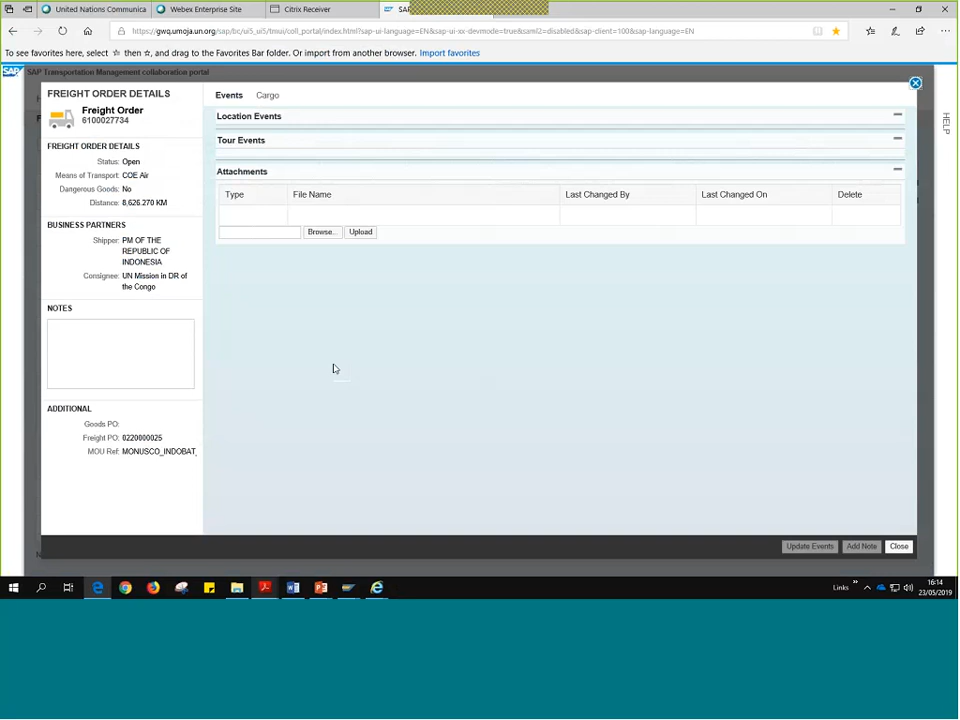 United Nations Communica
Webex Enterprise Site
Citrix Receiver
SAP
https://gwq.umoja.un.org/sap/bc/ui5_ui5/tmui/coll_portal/index.html?sap-ui-language=EN&sap-ui-xx-devmode=true&saml2=disabled&sap-client=100&sap-language=EN
To see favorites here, select ☆ then ☆, and drag to the Favorites Bar folder. Or import from another browser. Import favorites
SAP
SAP Transportation Management collaboration portal
HELP
FREIGHT ORDER DETAILS
Freight Order
6100027734
FREIGHT ORDER DETAILS
Status: Open
Means of Transport: COE Air
Dangerous Goods: No
Distance: 8,626.270 KM
BUSINESS PARTNERS
Shipper: PM OF THE
REPUBLIC OF
INDONESIA
Consignee: UN Mission in DR of
the Congo
NOTES
ADDITIONAL
Goods PO:
Freight PO: 0220000025
MOU Ref: MONUSCO_INDOBAT_
Events Cargo
Location Events
Tour Events
Attachments
Type File Name Last Changed By Last Changed On Delete
Browse... Upload
Update Events Add Note Close
Links
16:14
23/05/2019